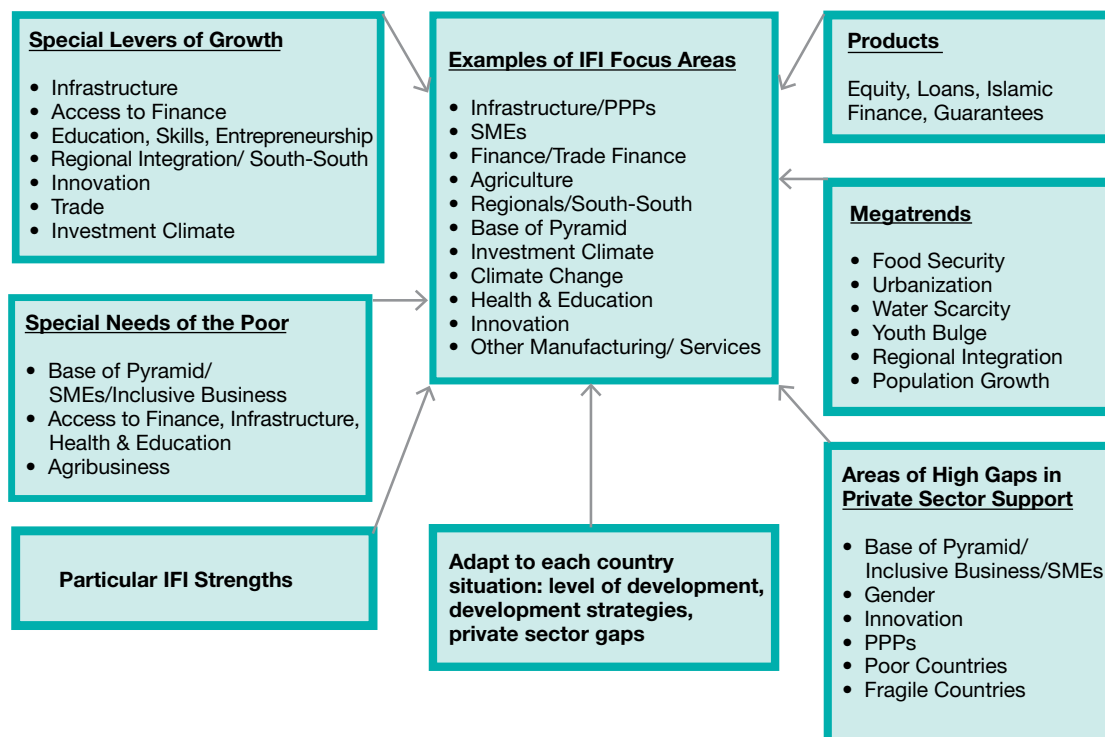 Special Levers of Growth
• Infrastructure
• Access to Finance
• Education, Skills, Entrepreneurship
• Regional Integration/ South-South
• Innovation
• Trade
• Investment Climate
Special Needs of the Poor
• Base of Pyramid/
SMEs/Inclusive Business
• Access to Finance, Infrastructure,
Health & Education
• Agribusiness
Particular IFI Strengths
Examples of IFI Focus Areas
• Infrastructure/PPPs
• SMEs
• Finance/Trade Finance
• Agriculture
• Regionals/South-South
• Base of Pyramid
• Investment Climate
• Climate Change
• Health & Education
• Innovation
• Other Manufacturing/ Services
Adapt to each country
situation: level of development,
development strategies,
private sector gaps
Products
Equity, Loans, Islamic
Finance, Guarantees
Megatrends
• Food Security
• Urbanization
• Water Scarcity
• Youth Bulge
• Regional Integration
• Population Growth
Areas of High Gaps in
Private Sector Support
• Base of Pyramid/
Inclusive Business/SMEs
• Gender
• Innovation
• PPPs
• Poor Countries
• Fragile Countries